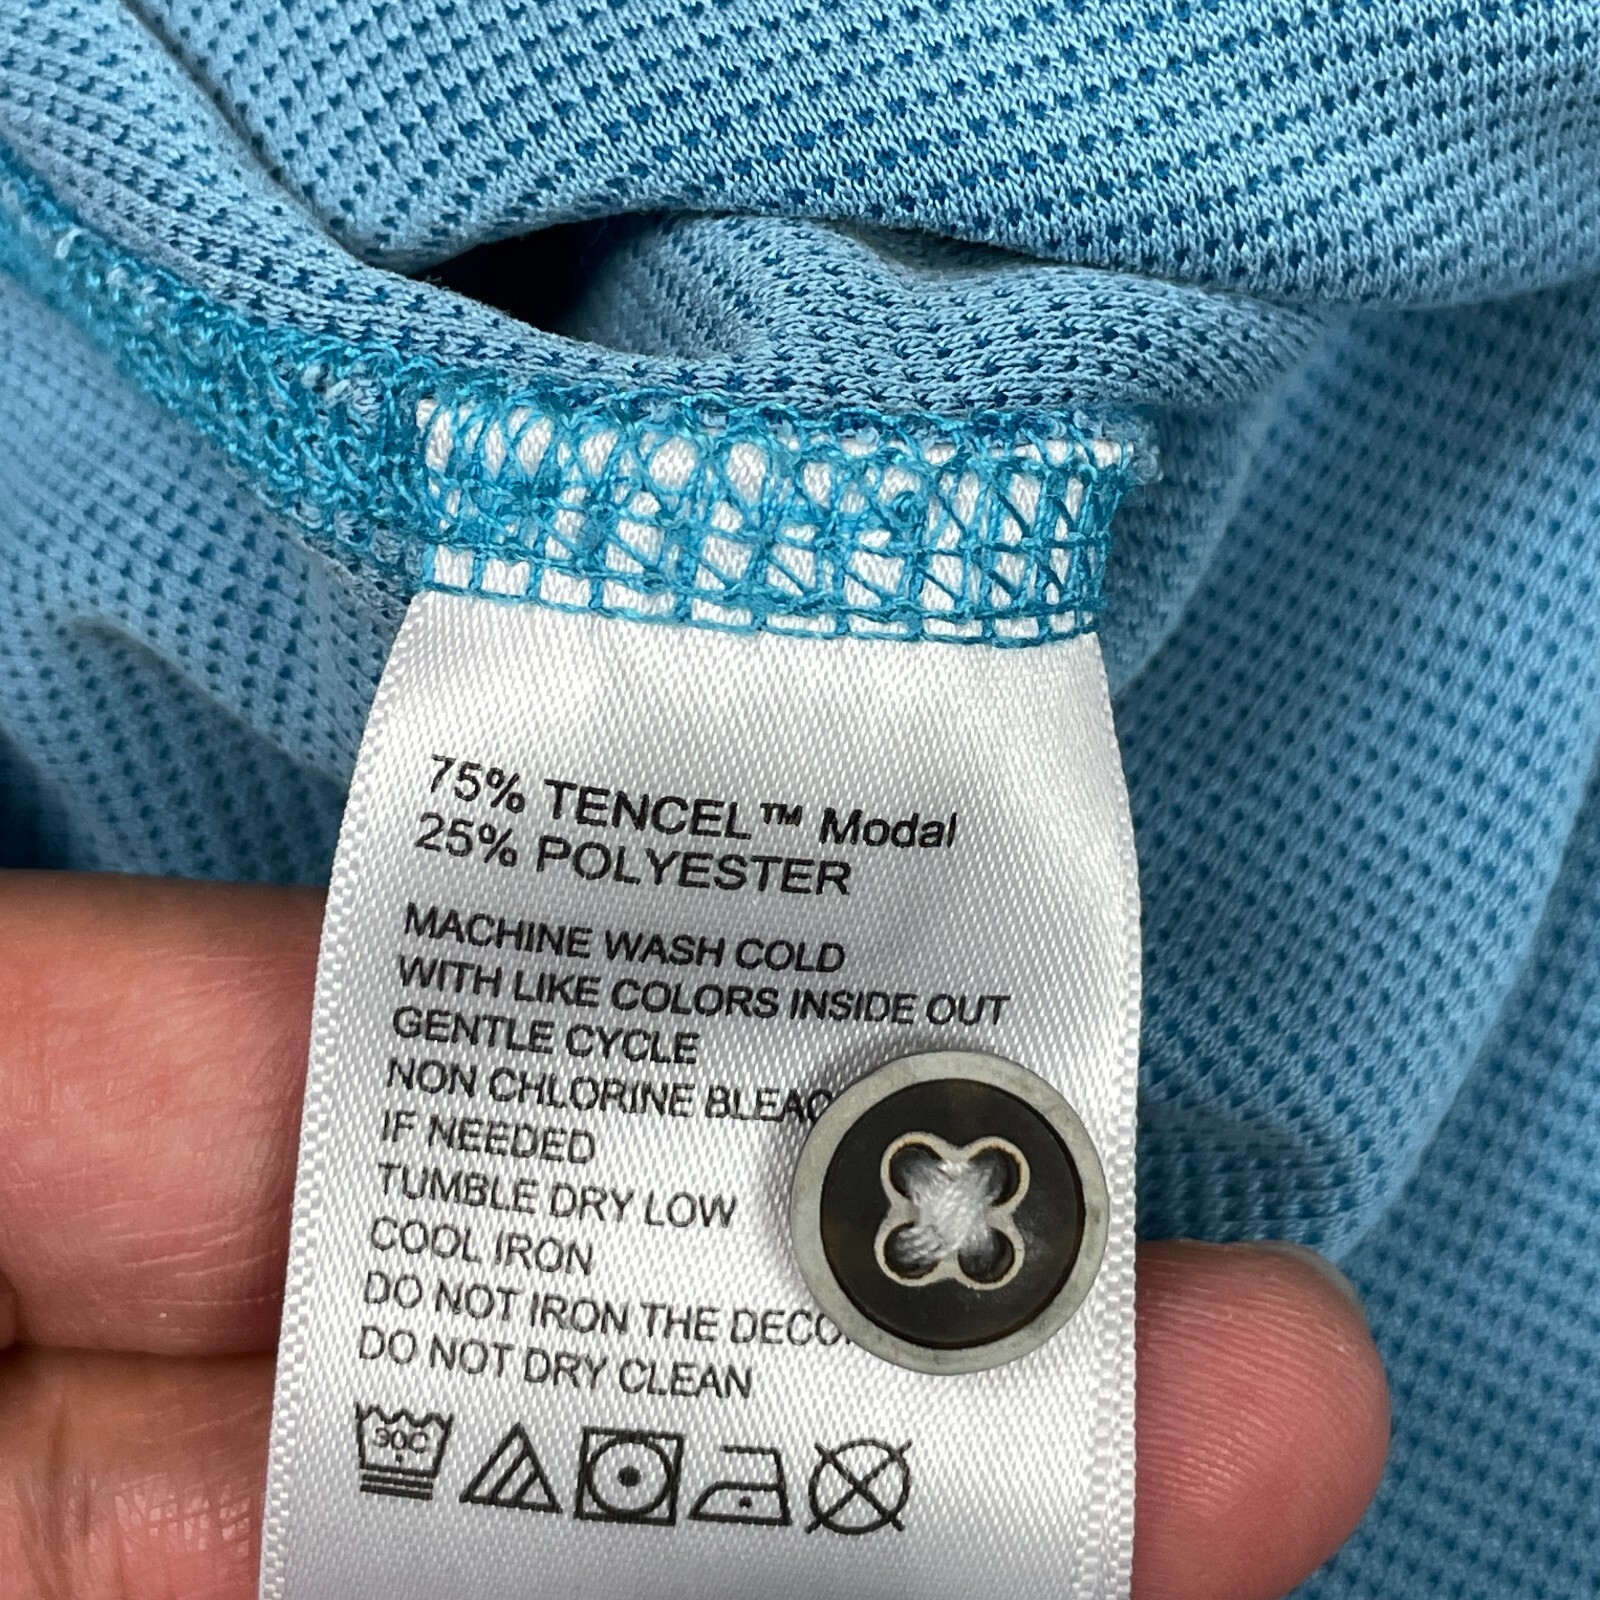 75% TENCEL™ Modal
25% POLYESTER
MACHINE WASH COLD
WITH LIKE COLORS INSIDE OUT
GENTLE CYCLE
NON CHLORINE
IF NEEDED
TUMBLE DRY LOW
COOL IRON
DO NOT IRON THE
DO NOT DRY CLEAN
30C